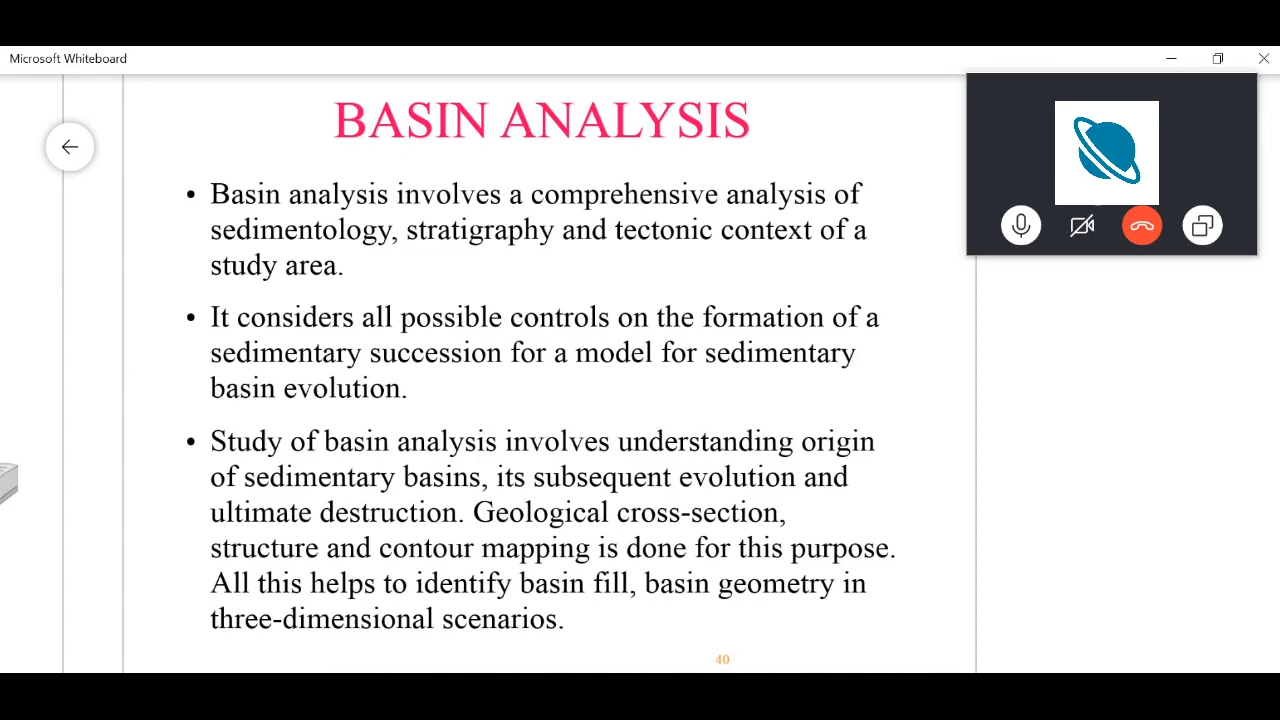 Microsoft Whiteboard
BASIN ANALYSIS
• Basin analysis involves a comprehensive analysis of
sedimentology, stratigraphy and tectonic context of a
study area.
• It considers all possible controls on the formation of a
sedimentary succession for a model for sedimentary
basin evolution.
• Study of basin analysis involves understanding origin
of sedimentary basins, its subsequent evolution and
ultimate destruction. Geological cross-section,
structure and contour mapping is done for this purpose.
All this helps to identify basin fill, basin geometry in
three-dimensional scenarios.
40